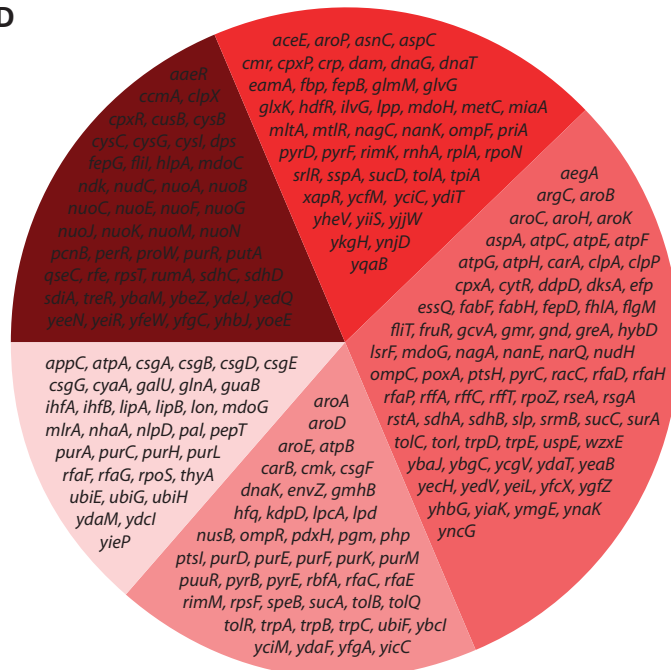 D
aaeR
ccmA, clpX
cpxR, cusB, cysB
cysC, cysG, cysI, dps
fepG, fliI, hlpA, mdoC
ndk, nudC, nuoA, nuoB
nuoC, nuoE, nuoF, nuoG
nuoJ, nuoK, nuoM, nuoN
pcnB, perR, proW, purR, putA
qseC, rfe, rpsT, rumA, sdhC, sdhD
sdiA, treR, ybaM, ybeZ, ydeJ, yedQ
yeeN, yeiR, yfeW, yfgC, yhbJ, yoeE
aceE, aroP, asnC, aspC
cmr, cpxP, crp, dam, dnaG, dnaT
eamA, fbp, fepB, glmM, glvG
glxK, hdfR, ilvG, lpp, mdoH, metC, miaA
mltA, mtlR, nagC, nanK, ompF, priA
pyrD, pyrF, rimK, rnhA, rplA, rpoN
srlR, sspA, sucD, tolA, tpiA
xapR, ycfM, yciC, ydiT
yheV, yiiS, yjjW
ykgH, ynjD
yqaB
aegA
argC, aroB
aroC, aroH, aroK
aspA, atpC, atpE, atpF
atpG, atpH, carA, clpA, clpP
cpxA, cytR, ddpD, dksA, efp
essQ, fabF, fabH, fepD, fhlA, flgM
fliT, fruR, gcvA, gmr, gnd, greA, hybD
lsrF, mdoG, nagA, nanE, narQ, nudH
ompC, poxA, ptsH, pyrC, racC, rfaD, rfaH
rfaP, rffA, rffC, rffT, rpoZ, rseA, rsgA
rstA, sdhA, sdhB, slp, srmB, sucC, surA
tolC, torI, trpD, trpE, uspE, wzxE
ybaJ, ybgC, ycgV, ydaT, yeaB
yecH, yedV, yeiL, yfcX, ygfZ
yhbG, yiaK, ymgE, ynaK
yncG
appC, atpA, csgA, csgB, csgD, csgE
csgG, cyaA, galU, glnA, guaB
ihfA, ihfB, lipA, lipB, lon, mdoG
mlrA, nhaA, nlpD, pal, pepT
purA, purC, purH, purL
rfaF, rfaG, rpoS, thyA
ubiE, ubiG, ubiH
ydaM, ydcI
yieP
aroA
aroD
aroE, atpB
carB, cmk, csgF
dnaK, envZ, gmhB
hfq, kdpD, lpcA, lpd
nusB, ompR, pdxH, pgm, php
ptsI, purD, purE, purF, purK, purM
puuR, pyrB, pyrE, rbfA, rfaC, rfaE
rimM, rpsF, speB, sucA, tolB, tolQ
tolR, trpA, trpB, trpC, ubiF, ybcI
yciM, ydaF, yfgA, yicC